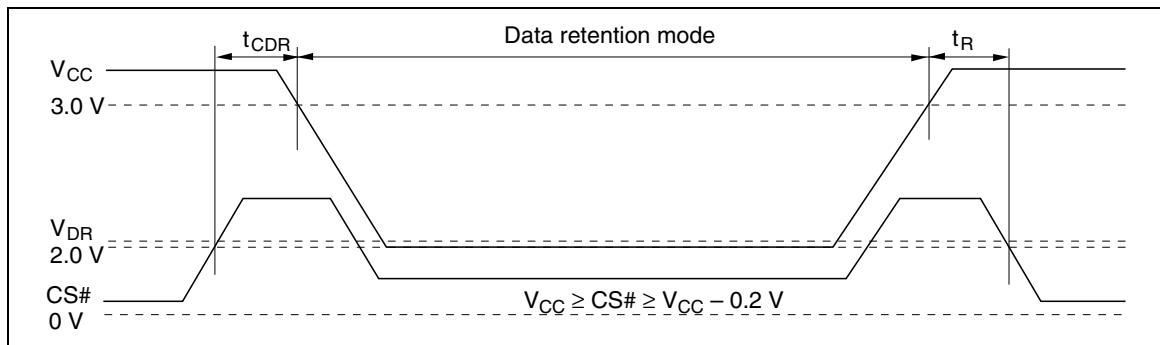 tCDR Data retention mode tR
VCC
3.0 V
VDR
2.0 V
CS#
0 V
VCC ≥ CS# ≥ VCC – 0.2 V